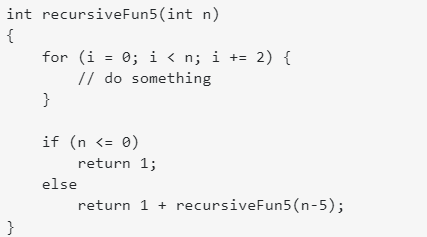 int recursiveFun5(int n)
{
    for (i = 0; i < n; i += 2) {
        // do something
    }

    if (n <= 0)
        return 1;
    else
        return 1 + recursiveFun5(n-5);
}